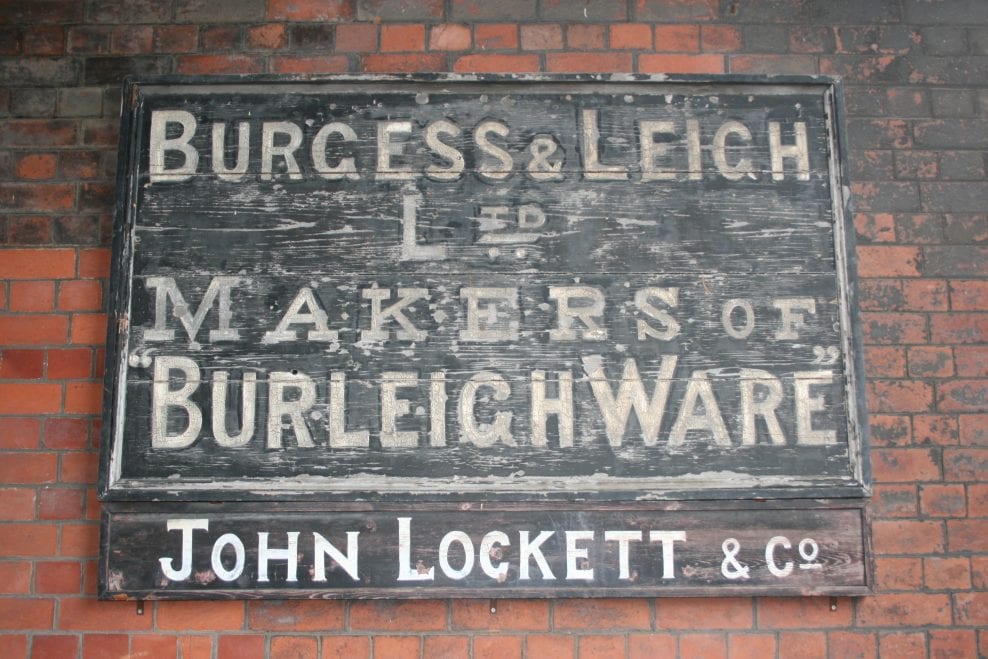 BURGESS & LEIGH
LTD
MAKERS OF
"BURLEIGH WARE"
JOHN LOCKETT & CO